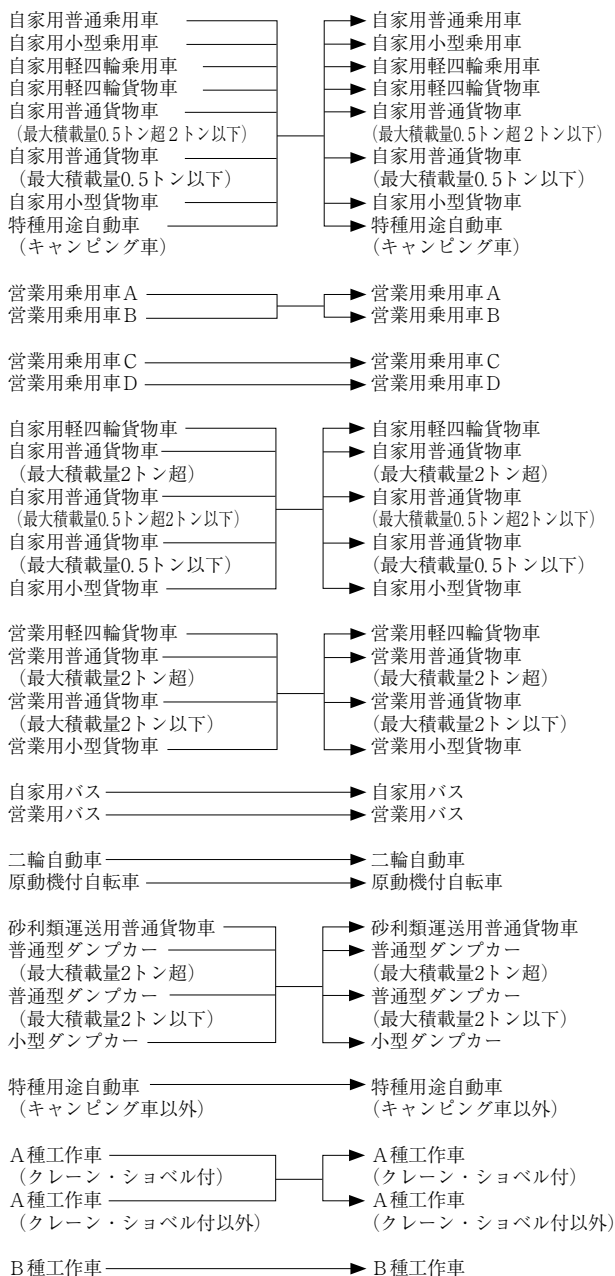 自家用普通乗用車 自家用普通乗用車
自家用小型乗用車 自家用小型乗用車
自家用軽四輪乗用車 自家用軽四輪乗用車
自家用軽四輪貨物車 自家用軽四輪貨物車
自家用普通貨物車 自家用普通貨物車
(最大積載量0.5トン超２トン以下) (最大積載量0.5トン超２トン以下)
自家用普通貨物車 自家用普通貨物車
(最大積載量0.5トン以下) (最大積載量0.5トン以下)
自家用小型貨物車 自家用小型貨物車
特種用途自動車 特種用途自動車
(キャンピング車) (キャンピング車)
営業用乗用車Ａ 営業用乗用車Ａ
営業用乗用車Ｂ 営業用乗用車Ｂ
営業用乗用車Ｃ 営業用乗用車Ｃ
営業用乗用車Ｄ 営業用乗用車Ｄ
自家用軽四輪貨物車 自家用軽四輪貨物車
自家用普通貨物車 自家用普通貨物車
(最大積載量2トン超) (最大積載量2トン超)
自家用普通貨物車 自家用普通貨物車
(最大積載量0.5トン超2トン以下) (最大積載量0.5トン超2トン以下)
自家用普通貨物車 自家用普通貨物車
(最大積載量0.5トン以下) (最大積載量0.5トン以下)
自家用小型貨物車 自家用小型貨物車
営業用軽四輪貨物車 営業用軽四輪貨物車
営業用普通貨物車 営業用普通貨物車
(最大積載量2トン超) (最大積載量2トン超)
営業用普通貨物車 営業用普通貨物車
(最大積載量2トン以下) (最大積載量2トン以下)
営業用小型貨物車 営業用小型貨物車
自家用バス 自家用バス
営業用バス 営業用バス
二輪自動車 二輪自動車
原動機付自転車 原動機付自転車
砂利類運送用普通貨物車 砂利類運送用普通貨物車
普通型ダンプカー 普通型ダンプカー
(最大積載量2トン超) (最大積載量2トン超)
普通型ダンプカー 普通型ダンプカー
(最大積載量2トン以下) (最大積載量2トン以下)
小型ダンプカー 小型ダンプカー
特種用途自動車 特種用途自動車
(キャンピング車以外) (キャンピング車以外)
Ａ種工作車 Ａ種工作車
(クレーン・ショベル付) (クレーン・ショベル付)
Ａ種工作車 Ａ種工作車
(クレーン・ショベル付以外) (クレーン・ショベル付以外)
Ｂ種工作車 Ｂ種工作車